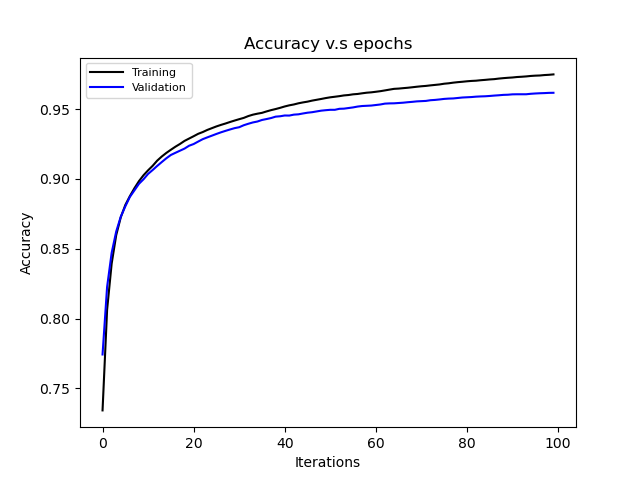 Accuracy v.s epochs
Training
Validation
0.95
0.90
0.85
0.80
0.75
Accuracy
0 20 40 60 80 100
Iterations